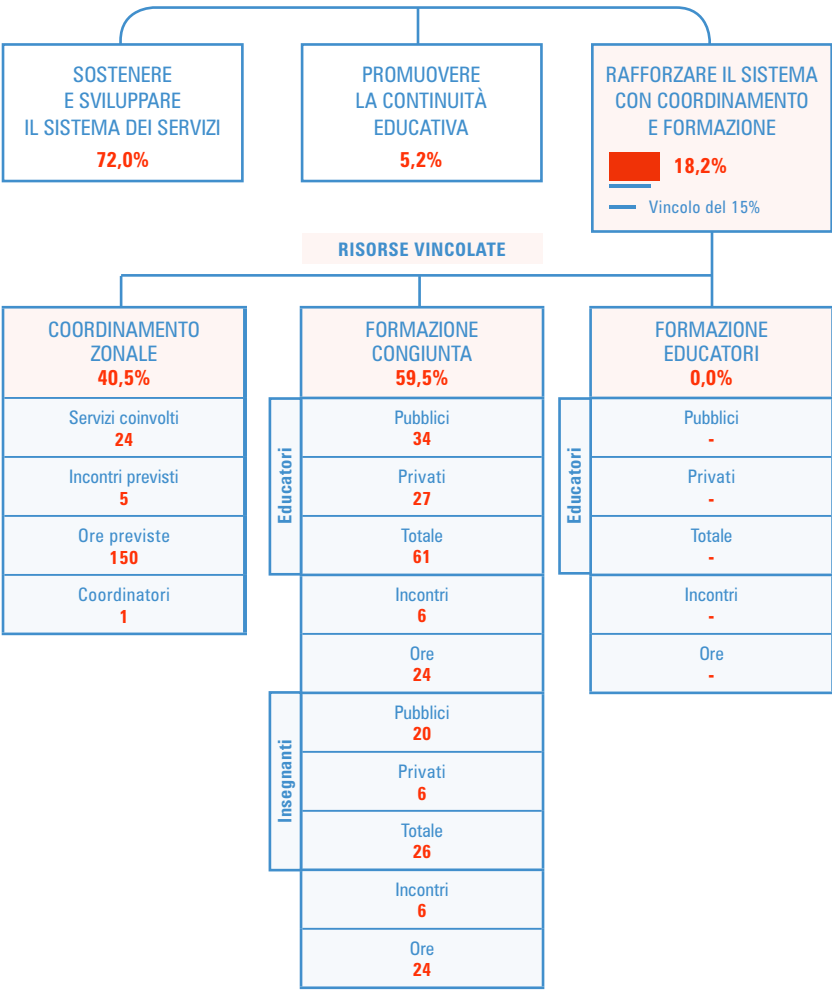 SOSTENERE
E SVILUPPARE
IL SISTEMA DEI SERVIZI
72,0%
PROMUOVERE
LA CONTINUITÀ
EDUCATIVA
5,2%
RAFFORZARE IL SISTEMA
CON COORDINAMENTO
E FORMAZIONE
18,2%
Vincolo del 15%
RISORSE VINCOLATE
COORDINAMENTO
ZONALE
40,5%
Servizi coinvolti
24
Incontri previsti
5
Ore previste
150
Coordinatori
1
FORMAZIONE
CONGIUNTA
59,5%
Educatori
Pubblici
34
Privati
27
Totale
61
Incontri
6
Ore
24
Insegnanti
Pubblici
20
Privati
6
Totale
26
Incontri
6
Ore
24
FORMAZIONE
EDUCATORI
0,0%
Educatori
Pubblici
-
Privati
-
Totale
-
Incontri
-
Ore
-